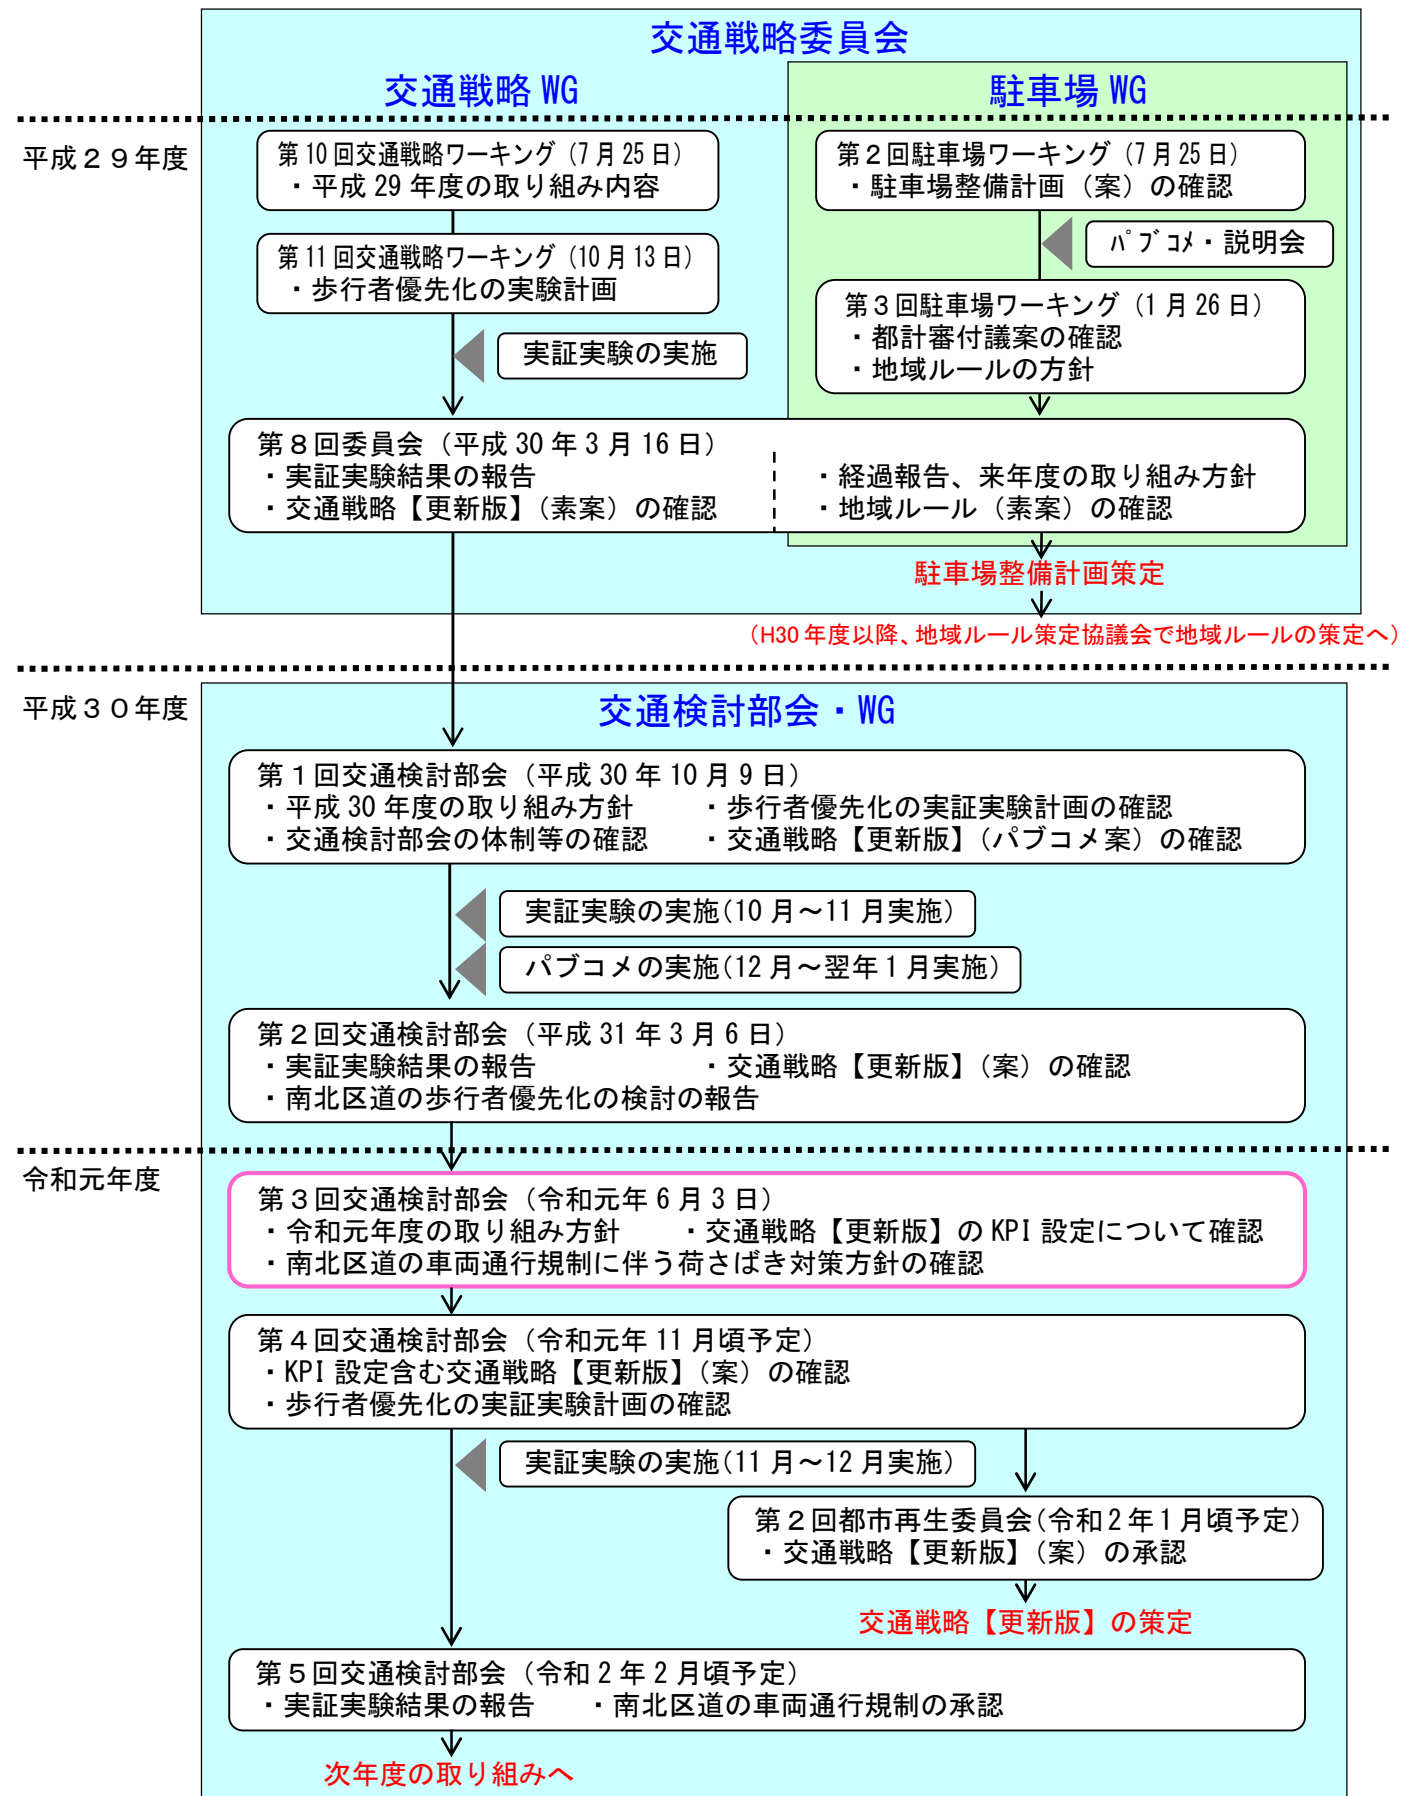 交通戦略委員会
交通戦略 WG
駐車場 WG
平成２９年度
第 10 回交通戦略ワーキング（7 月 25 日）
・平成 29 年度の取り組み内容
第 11 回交通戦略ワーキング（10 月 13 日）
・歩行者優先化の実験計画
実証実験の実施
第２回駐車場ワーキング（7 月 25 日）
・駐車場整備計画（案）の確認
ﾊﾟﾌﾞｺﾒ・説明会
第３回駐車場ワーキング（1 月 26 日）
・都計審付議案の確認
・地域ルールの方針
第８回委員会（平成 30 年 3 月 16 日）
・実証実験結果の報告
・交通戦略【更新版】（素案）の確認
・経過報告、来年度の取り組み方針
・地域ルール（素案）の確認
駐車場整備計画策定
（H30 年度以降、地域ルール策定協議会で地域ルールの策定へ）
平成３０年度
交通検討部会・WG
第１回交通検討部会（平成 30 年 10 月 9 日）
・平成 30 年度の取り組み方針　・歩行者優先化の実証実験計画の確認
・交通検討部会の体制等の確認　・交通戦略【更新版】（パブコメ案）の確認
実証実験の実施(10 月～11 月実施)
パブコメの実施(12 月～翌年 1 月実施)
第２回交通検討部会（平成 31 年 3 月 6 日）
・実証実験結果の報告　・交通戦略【更新版】（案）の確認
・南北区道の歩行者優先化の検討の報告
令和元年度
第３回交通検討部会（令和元年 6 月 3 日）
・令和元年度の取り組み方針　・交通戦略【更新版】の KPI 設定について確認
・南北区道の車両通行規制に伴う荷さばき対策方針の確認
第４回交通検討部会（令和元年 11 月頃予定）
・KPI 設定含む交通戦略【更新版】（案）の確認
・歩行者優先化の実証実験計画の確認
実証実験の実施(11 月～12 月実施)
第２回都市再生委員会(令和 2 年 1 月頃予定)
・交通戦略【更新版】（案）の承認
交通戦略【更新版】の策定
第５回交通検討部会（令和 2 年 2 月頃予定）
・実証実験結果の報告　・南北区道の車両通行規制の承認
次年度の取り組みへ